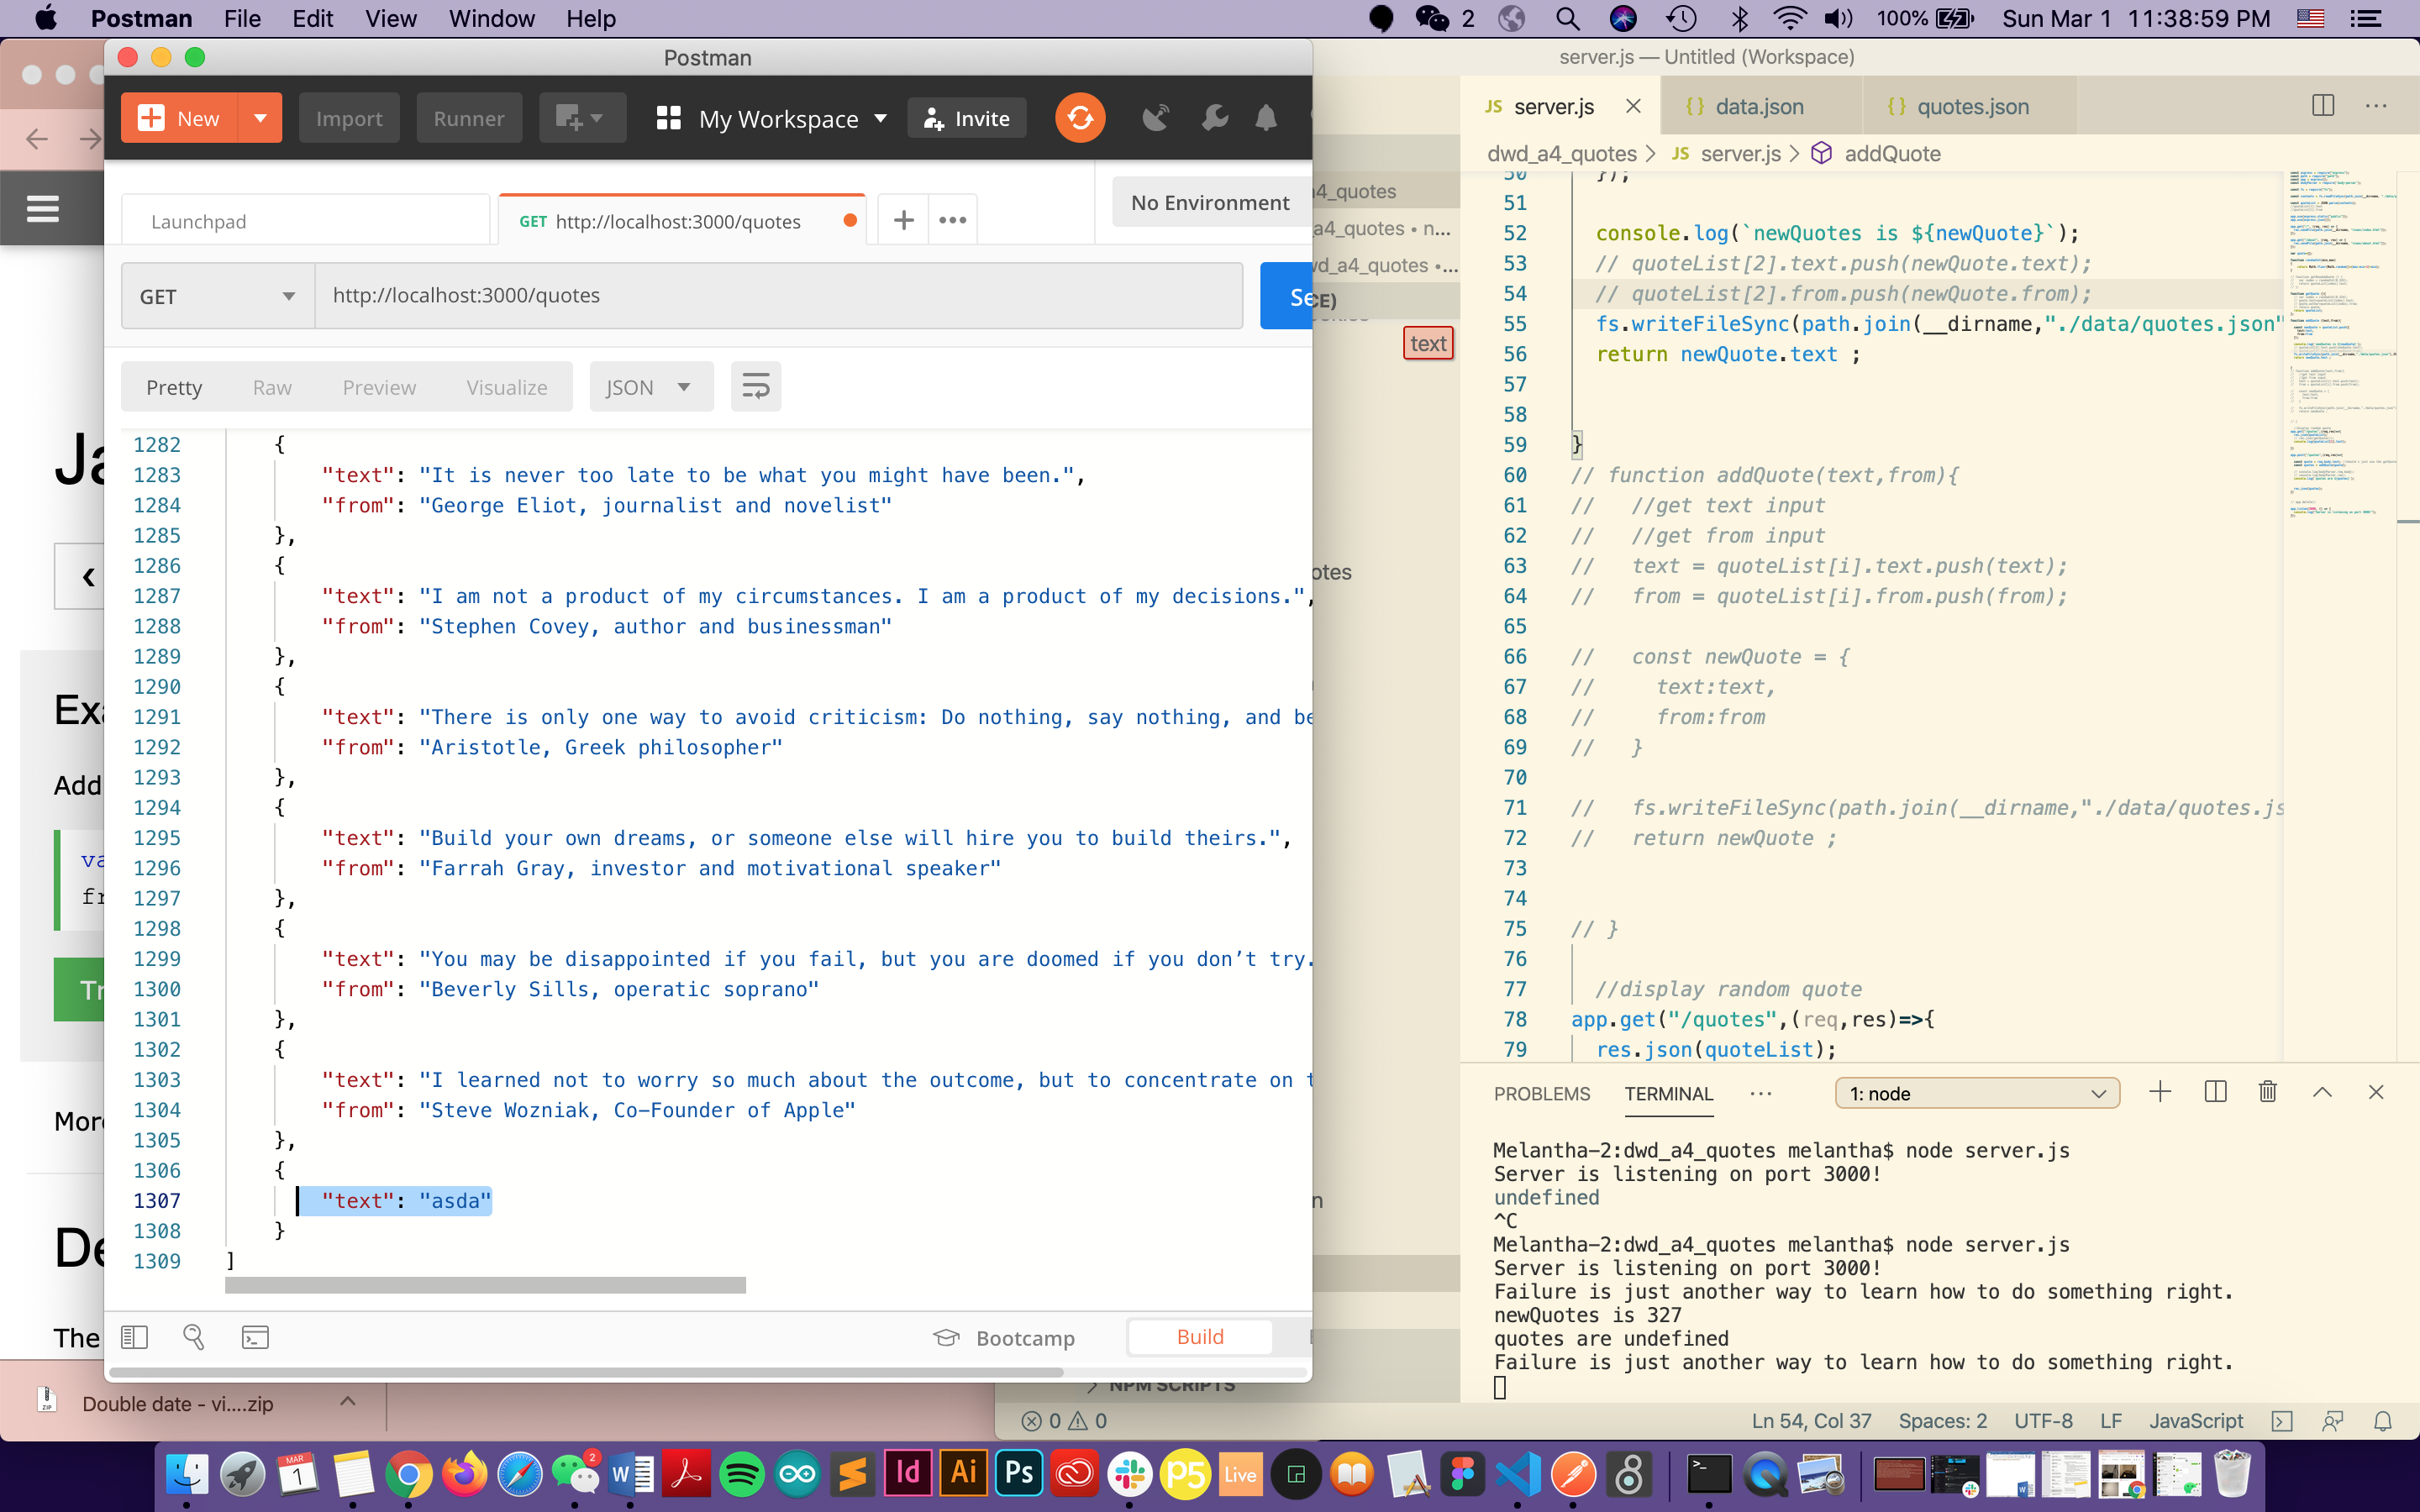 Postman File Edit View Window Help 2 100% Sun Mar 1 11:38:59 PM
Postman
New Import Runner My Workspace Invite
Launchpad
GET http://localhost:3000/quotes
No Environment
GET http://localhost:3000/quotes
Pretty Raw Preview Visualize JSON
1282 {
1283 "text": "It is never too late to be what you might have been.",
1284 "from": "George Eliot, journalist and novelist"
1285 },
1286 {
1287 "text": "I am not a product of my circumstances. I am a product of my decisions.",
1288 "from": "Stephen Covey, author and businessman"
1289 },
1290 {
1291 "text": "There is only one way to avoid criticism: Do nothing, say nothing, and be
1292 "from": "Aristotle, Greek philosopher"
1293 },
1294 {
1295 "text": "Build your own dreams, or someone else will hire you to build theirs.",
1296 "from": "Farrah Gray, investor and motivational speaker"
1297 },
1298 {
1299 "text": "You may be disappointed if you fail, but you are doomed if you don’t try.
1300 "from": "Beverly Sills, operatic soprano"
1301 },
1302 {
1303 "text": "I learned not to worry so much about the outcome, but to concentrate on t
1304 "from": "Steve Wozniak, Co-Founder of Apple"
1305 },
1306 {
1307 "text": "asda"
1308 }
1309 ]
Bootcamp Build
Ja
Exa
Add
va
fr
Tr
More
De
The
Double date - vi....zip
server.js — Untitled (Workspace)
JS server.js {} data.json {} quotes.json
dwd_a4_quotes > JS server.js > addQuote
a4_quotes
a4_quotes • n...
wd_a4_quotes •...
CE)
text
otes
NPM SCRIPTS
50 });
51
52 console.log(`newQuotes is ${newQuote}`);
53 // quoteList[2].text.push(newQuote.text);
54 // quoteList[2].from.push(newQuote.from);
55 fs.writeFileSync(path.join(__dirname,"./data/quotes.json"
56 return newQuote.text ;
57
58
59 }
60 // function addQuote(text,from){
61 // //get text input
62 // //get from input
63 // text = quoteList[i].text.push(text);
64 // from = quoteList[i].from.push(from);
65
66 // const newQuote = {
67 // text:text,
68 // from:from
69 // }
70
71 // fs.writeFileSync(path.join(__dirname,"./data/quotes.js
72 // return newQuote ;
73
74
75 // }
76
77 //display random quote
78 app.get("/quotes",(req,res)=>{
79 res.json(quoteList);
PROBLEMS TERMINAL ... 1: node
Melantha-2:dwd_a4_quotes melantha$ node server.js
Server is listening on port 3000!
undefined
^C
Melantha-2:dwd_a4_quotes melantha$ node server.js
Server is listening on port 3000!
Failure is just another way to learn how to do something right.
newQuotes is 327
quotes are undefined
Failure is just another way to learn how to do something right.
0 0 Ln 54, Col 37 Spaces: 2 UTF-8 LF JavaScript
MAR 1 2 W Id Ai Ps P5 Live